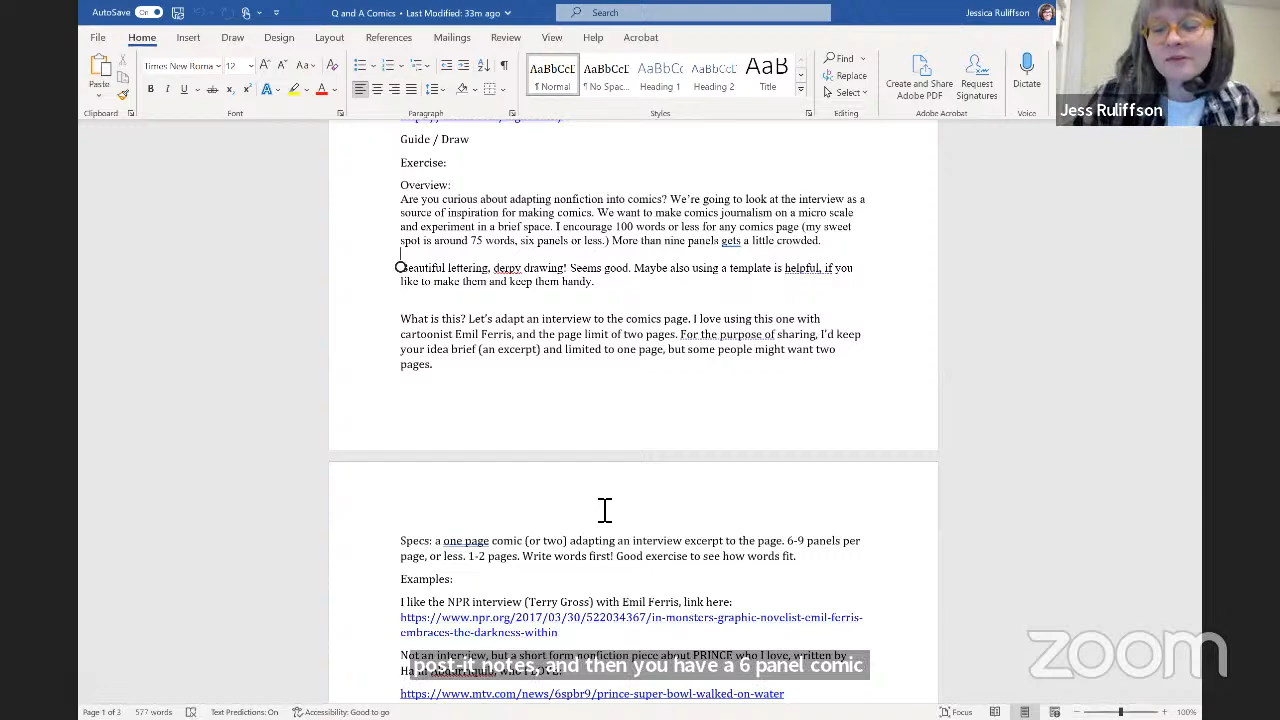 AutoSave On Q and A Comics • Last Modified: 33m ago Search Jessica Ruliffson
File Home Insert Draw Design Layout References Mailings Review View Help Acrobat
Paste
Times New Roma 12
AaBbCcD AaBbCcD AaBbCc AaBbCcD AaB
¶ Normal ¶ No Spac... Heading 1 Heading 2 Title
Find
Replace
Select
Create and Share Adobe PDF
Request Signatures
Dictate
Clipboard Font Paragraph Styles Editing Adobe Acrobat Voice
Jess Ruliffson
Guide / Draw
Exercise:
Overview:
Are you curious about adapting nonfiction into comics? We're going to look at the interview as a
source of inspiration for making comics. We want to make comics journalism on a micro scale
and experiment in a brief space. I encourage 100 words or less for any comics page (my sweet
spot is around 75 words, six panels or less.) More than nine panels gets a little crowded.
Beautiful lettering, derpy drawing! Seems good. Maybe also using a template is helpful, if you
like to make them and keep them handy.
What is this? Let's adapt an interview to the comics page. I love using this one with
cartoonist Emil Ferris, and the page limit of two pages. For the purpose of sharing, I'd keep
your idea brief (an excerpt) and limited to one page, but some people might want two
pages.
Specs: a one page comic (or two) adapting an interview excerpt to the page. 6-9 panels per
page, or less. 1-2 pages. Write words first! Good exercise to see how words fit.
Examples:
I like the NPR interview (Terry Gross) with Emil Ferris, link here:
https://www.npr.org/2017/03/30/522034367/in-monsters-graphic-novelist-emil-ferris-
embraces-the-darkness-within
Not an interview, but a short form nonfiction piece about PRINCE who I love, written by
post-it notes, and then you have a 6 panel comic
https://www.mtv.com/news/6spbr9/prince-super-bowl-walked-on-water
zoom
Page 1 of 3 577 words Text Predictions: On Accessibility: Good to go Focus 100%